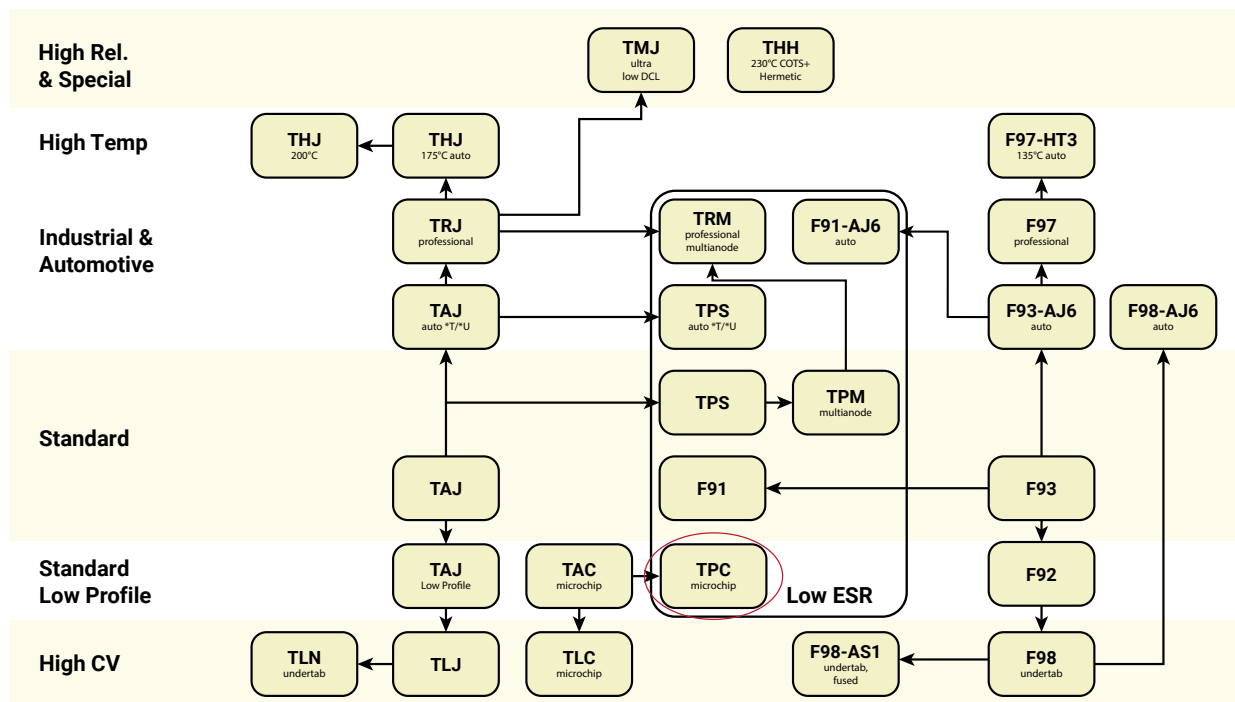 High Rel.
& Special
TMJ
ultra
low DCL
THH
230°C COTS+
Hermetic
High Temp
THJ
200°C
THJ
175°C auto
F97-HT3
135°C auto
Industrial &
Automotive
TRJ
professional
TRM
professional
multianode
F91-AJ6
auto
F97
professional
TAJ
auto *T/*U
TPS
auto *T/*U
F93-AJ6
auto
F98-AJ6
auto
Standard
TPS
TPM
multianode
TAJ
F91
F93
Standard
Low Profile
TAJ
Low Profile
TAC
microchip
TPC
microchip
Low ESR
F92
High CV
TLN
undertab
TLJ
TLC
microchip
F98-AS1
undertab,
fused
F98
undertab